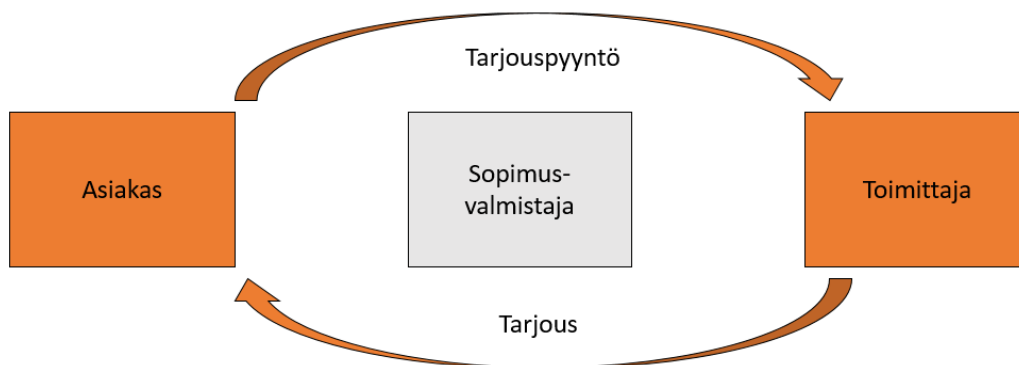 Tarjouspyyntö
Asiakas
Sopimus-
valmistaja
Toimittaja
Tarjous